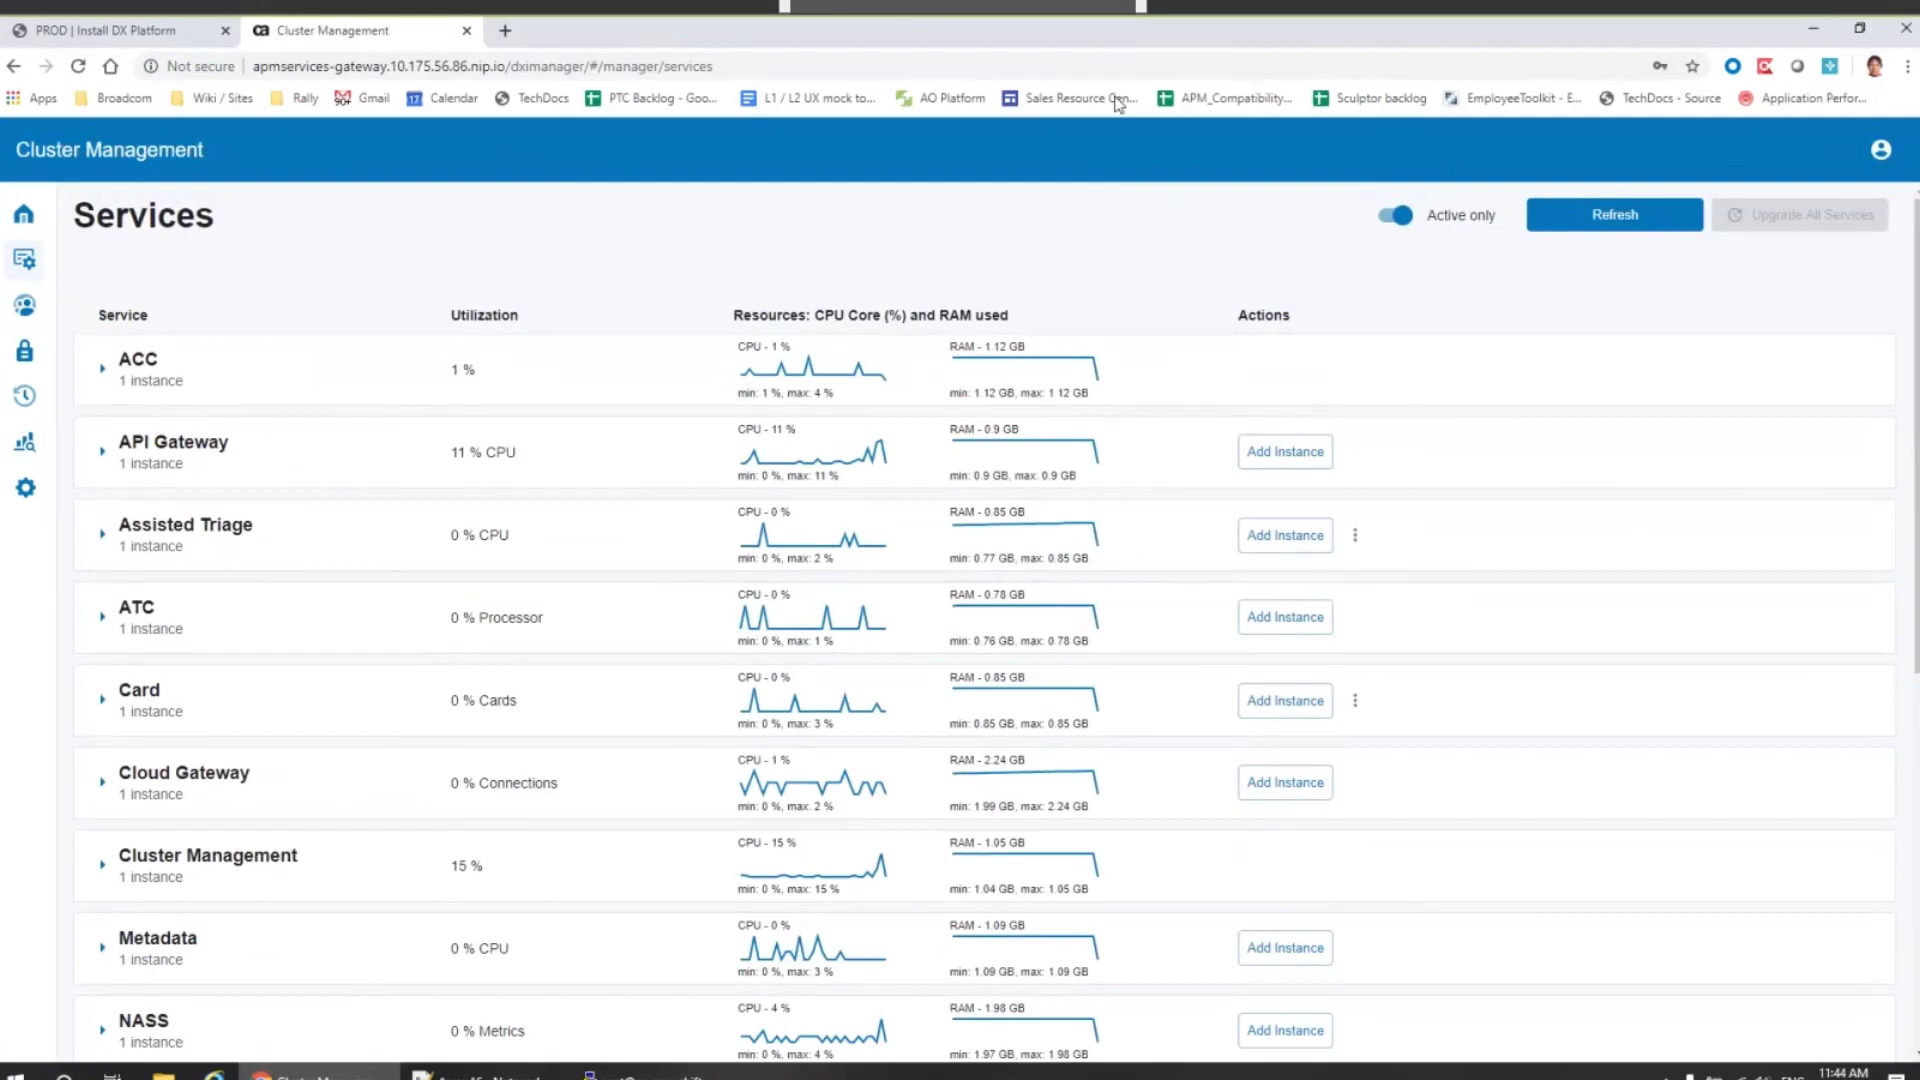 PROD | Install DX Platform
Cluster Management
Not secure
apmservices-gateway.10.175.56.86.nip.io/dximanager/#/manager/services
Apps
Broadcom
Wiki / Sites
Rally
Gmail
Calendar
TechDocs
PTC Backlog - Goo...
L1 / L2 UX mock to...
AO Platform
Sales Resource Cen...
APM_Compatibility...
Sculptor backlog
EmployeeToolkit - E...
TechDocs - Source
Application Perfor...
Cluster Management
Services
Active only
Refresh
Upgrade All Services
Service
Utilization
Resources: CPU Core (%) and RAM used
Actions
ACC
1 instance
1 %
CPU - 1 %
min: 1 %, max: 4 %
RAM - 1.12 GB
min: 1.12 GB, max: 1 12 GB
API Gateway
1 instance
11 % CPU
CPU - 11 %
min: 0 %, max: 11 %
RAM - 0.9 GB
min: 0.9 GB, max: 0.9 GB
Add Instance
Assisted Triage
1 instance
0 % CPU
CPU - 0 %
min: 0 %, max: 2 %
RAM - 0.85 GB
min: 0.77 GB, max: 0.85 GB
Add Instance
ATC
1 instance
0 % Processor
CPU - 0 %
min: 0 %, max: 1 %
RAM - 0.78 GB
min: 0.76 GB, max: 0.78 GB
Add Instance
Card
1 instance
0 % Cards
CPU - 0 %
min: 0 %, max: 3 %
RAM - 0.85 GB
min: 0.85 GB, max: 0.85 GB
Add Instance
Cloud Gateway
1 instance
0 % Connections
CPU - 1 %
min: 0 %, max: 2 %
RAM - 2.24 GB
min: 1.99 GB, max: 2.24 GB
Add Instance
Cluster Management
1 instance
15 %
CPU - 15 %
min: 0 %, max: 15 %
RAM - 1.05 GB
min: 1.04 GB, max: 1.05 GB
Metadata
1 instance
0 % CPU
CPU - 0 %
min: 0 %, max: 3 %
RAM - 1.09 GB
min: 1.09 GB, max: 1.09 GB
Add Instance
NASS
1 instance
0 % Metrics
CPU - 4 %
min: 0 %, max: 4 %
RAM - 1.98 GB
min: 1.97 GB, max: 1.98 GB
Add Instance
11:44 AM